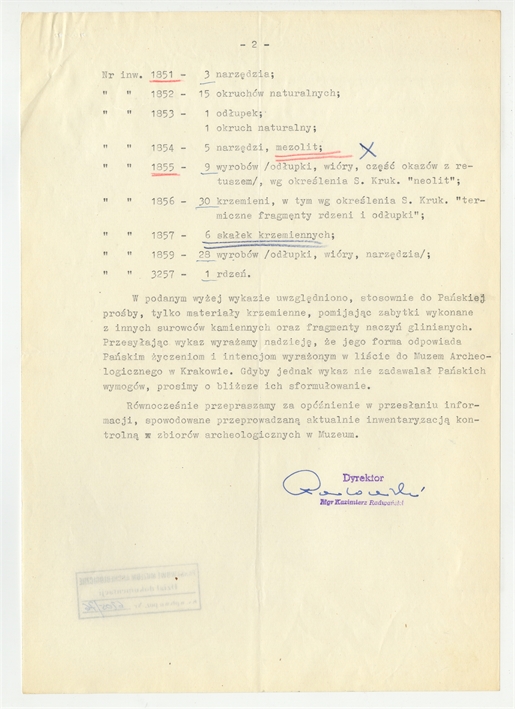 - 2 -
Nr inw. 1851 - 3 narzędzia;
" " 1852 - 15 okruchów naturalnych;
" " 1853 - 1 odłupek;
1 okruch naturalny;
" " 1854 - 5 narzędzi, mezolit; X
" " 1855 - 9 wyrobów /odłupki, wióry, część okazów z re-
tuszem/, wg określenia S. Kruk. "neolit";
" " 1856 - 30 krzemieni, w tym wg określenia S. Kruk. "ter-
miczne fragmenty rdzeni i odłupki";
" " 1857 - 6 skałek krzemiennych;
" " 1859 - 28 wyrobów /odłupki, wióry, narzędzia/;
" " 3257 - 1 rdzeń.
W podanym wyżej wykazie uwzględniono, stosownie do Pańskiej
prośby, tylko materiały krzemienne, pomijając zabytki wykonane
z innych surowców kamiennych oraz fragmenty naczyń glinianych.
Przesyłając wykaz wyrażamy nadzieję, że jego forma odpowiada
Pańskim życzeniom i intencjom wyrażonym w liście do Muzem Archeo-
logicznego w Krakowie. Gdyby jednak wykaz nie zadawalał Pańskich
wymogów, prosimy o bliższe ich sformułowanie.
Równocześnie przepraszamy za opóźnienie w przesłaniu infor-
macji, spowodowane przeprowadzaną aktualnie inwentaryzacją kon-
trolną zbiorów archeologicznych w Muzeum.
Dyrektor
Mgr Kazimierz Radwański